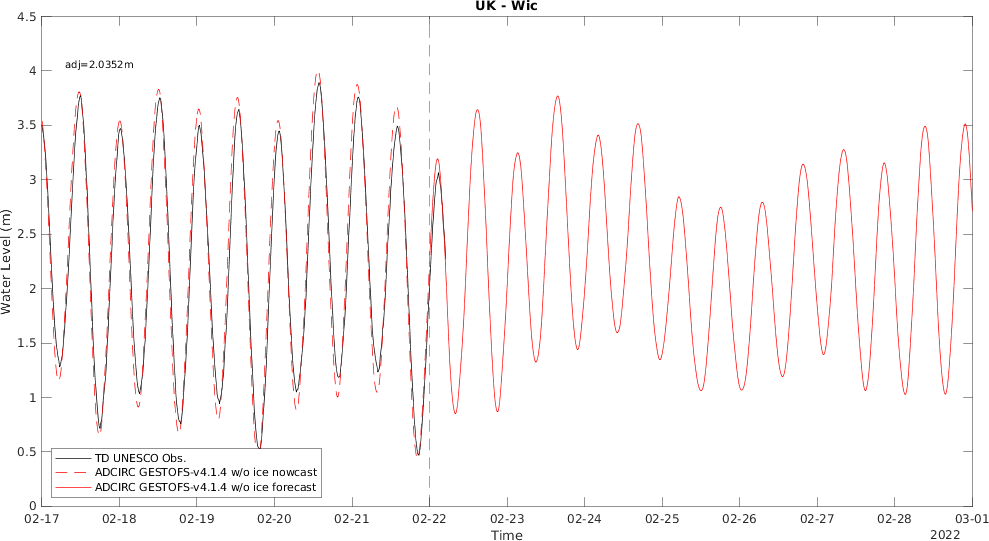 UK - Wic
4.5
4
3.5
3
2.5
2
1.5
1
0.5
0
Water Level (m)
adj=2.0352m
TD UNESCO Obs.
ADCIRC GESTOFS-v4.1.4 w/o ice nowcast
ADCIRC GESTOFS-v4.1.4 w/o ice forecast
02-17 02-18 02-19 02-20 02-21 02-22 02-23 02-24 02-25 02-26 02-27 02-28 03-01
Time
2022